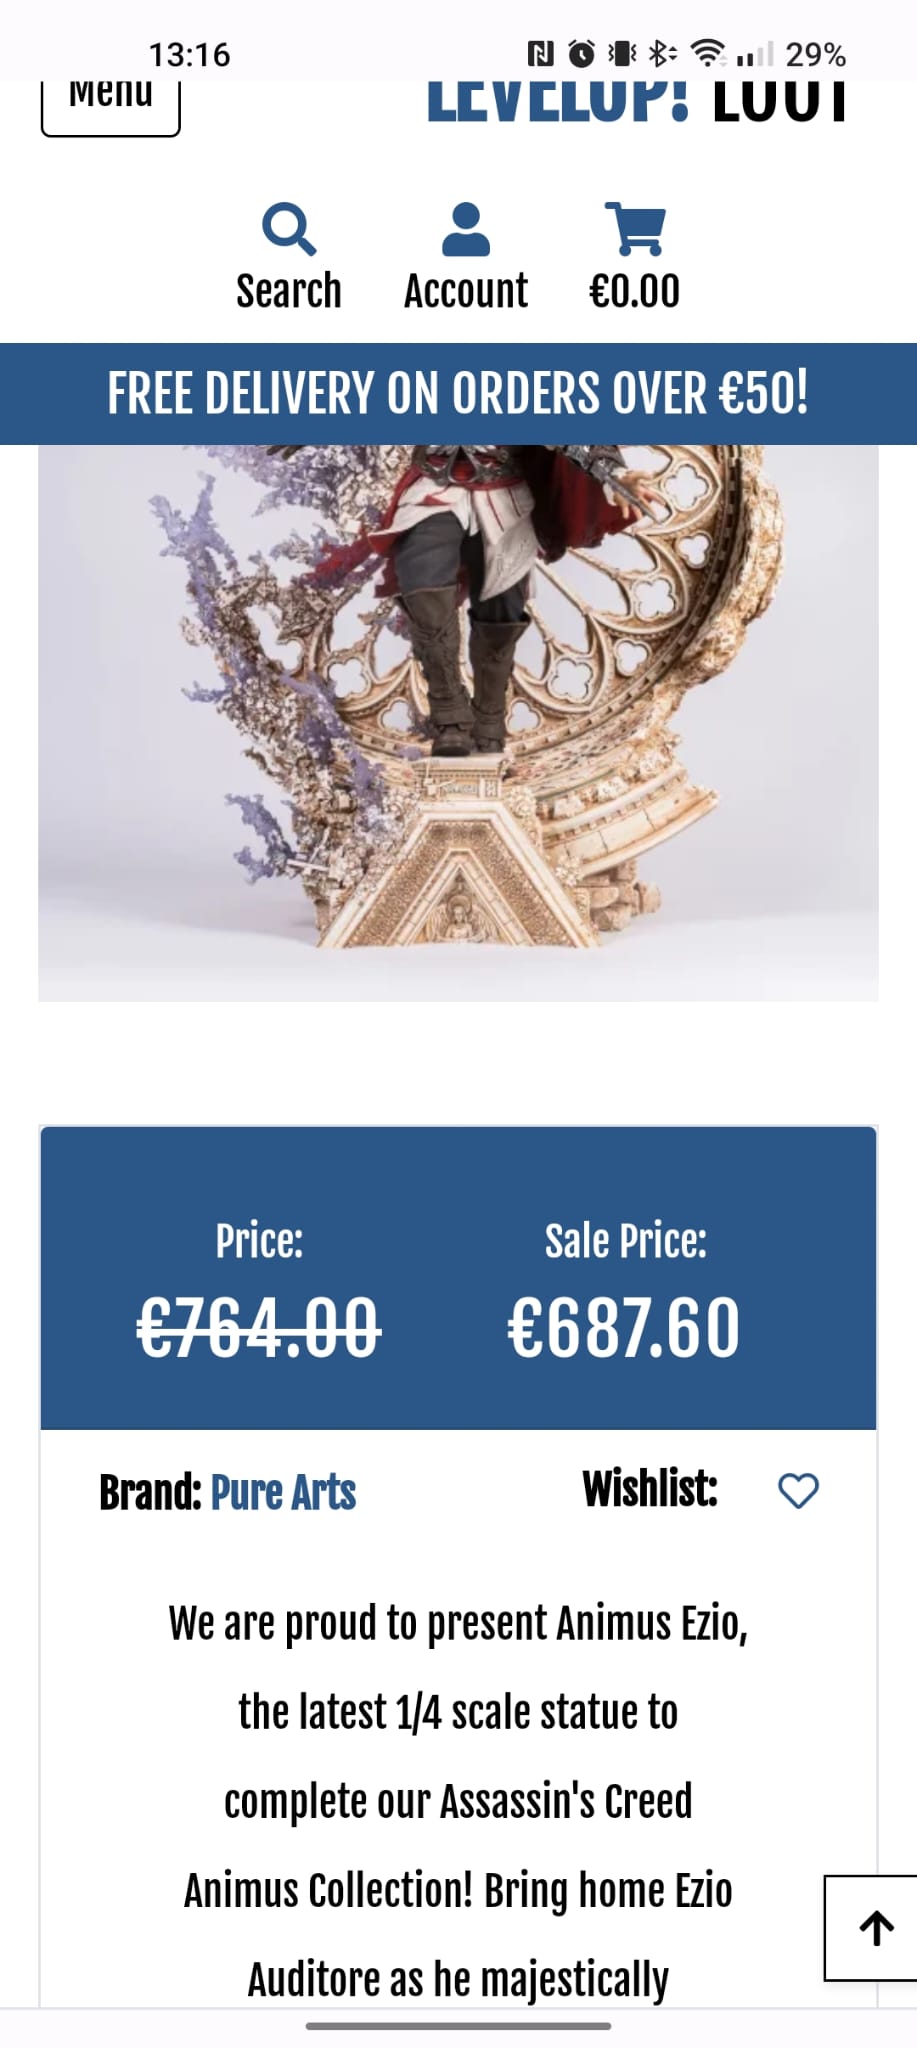 13:16
29%
Menu
LEVELUP! LOOT
Search
Account
€0.00
FREE DELIVERY ON ORDERS OVER €50!
Price:
€764.00
Sale Price:
€687.60
Brand: Pure Arts
Wishlist:
We are proud to present Animus Ezio,
the latest 1/4 scale statue to
complete our Assassin's Creed
Animus Collection! Bring home Ezio
Auditore as he majestically